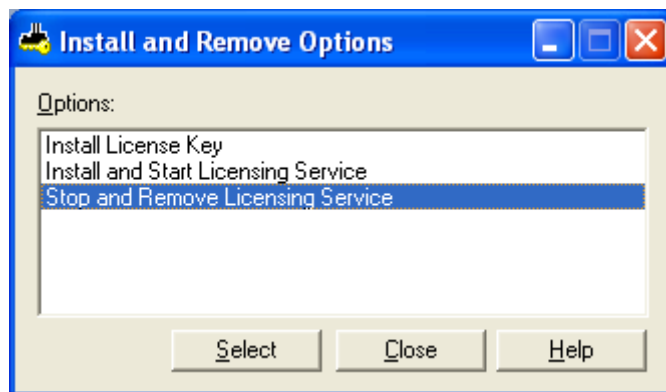 Install and Remove Options
Options:
Install License Key
Install and Start Licensing Service
Stop and Remove Licensing Service
Select Close Help